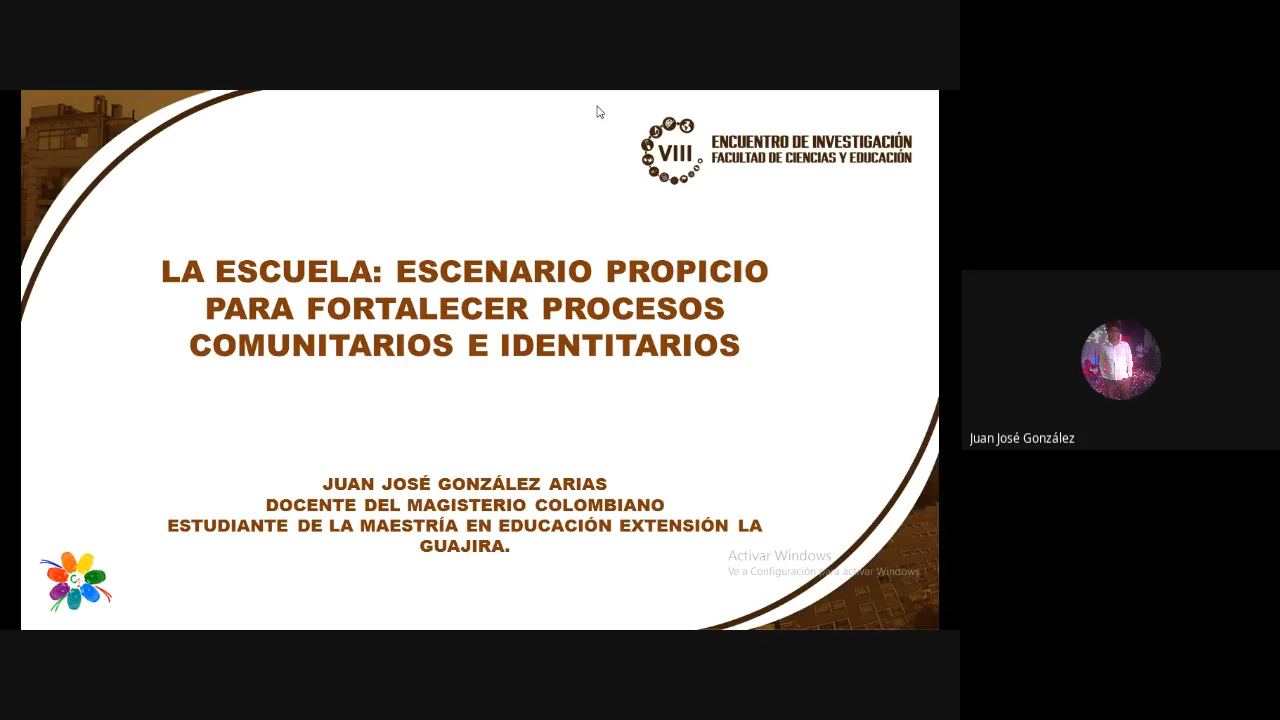 VIII
ENCUENTRO DE INVESTIGACIÓN
FACULTAD DE CIENCIAS Y EDUCACIÓN
LA ESCUELA: ESCENARIO PROPICIO
PARA FORTALECER PROCESOS
COMUNITARIOS E IDENTITARIOS
JUAN JOSÉ GONZÁLEZ ARIAS
DOCENTE DEL MAGISTERIO COLOMBIANO
ESTUDIANTE DE LA MAESTRÍA EN EDUCACIÓN EXTENSIÓN LA
GUAJIRA.
Activar Windows
Ve a Configuración para activar Windows.
Juan José González